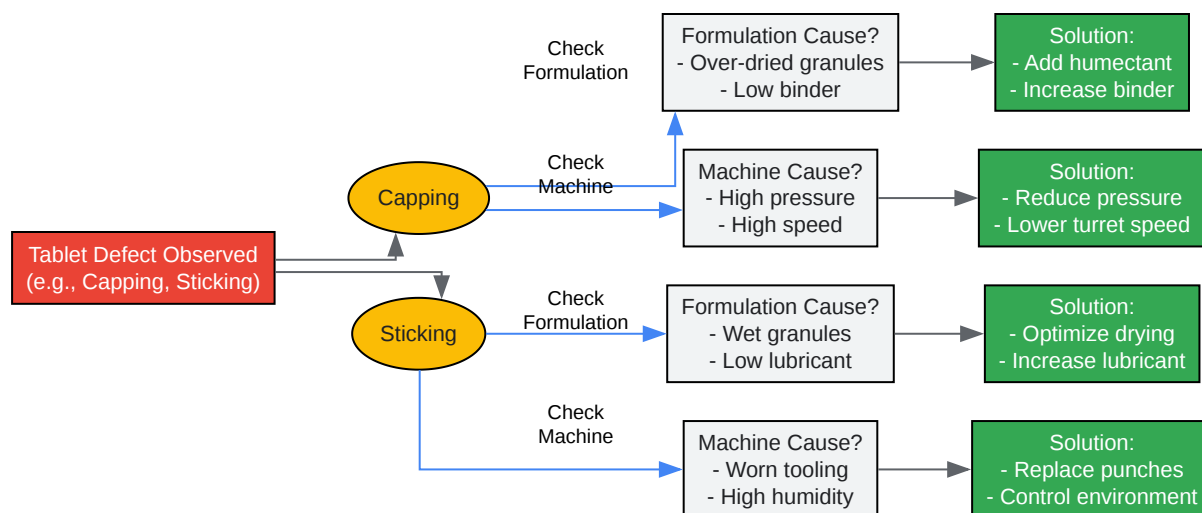 Tablet Defect Observed
(e.g., Capping, Sticking)
Capping
Check
Formulation
Formulation Cause?
- Over-dried granules
- Low binder
Solution:
- Add humectant
- Increase binder
Check
Machine
Machine Cause?
- High pressure
- High speed
Solution:
- Reduce pressure
- Lower turret speed
Sticking
Check
Formulation
Formulation Cause?
- Wet granules
- Low lubricant
Solution:
- Optimize drying
- Increase lubricant
Check
Machine
Machine Cause?
- Worn tooling
- High humidity
Solution:
- Replace punches
- Control environment